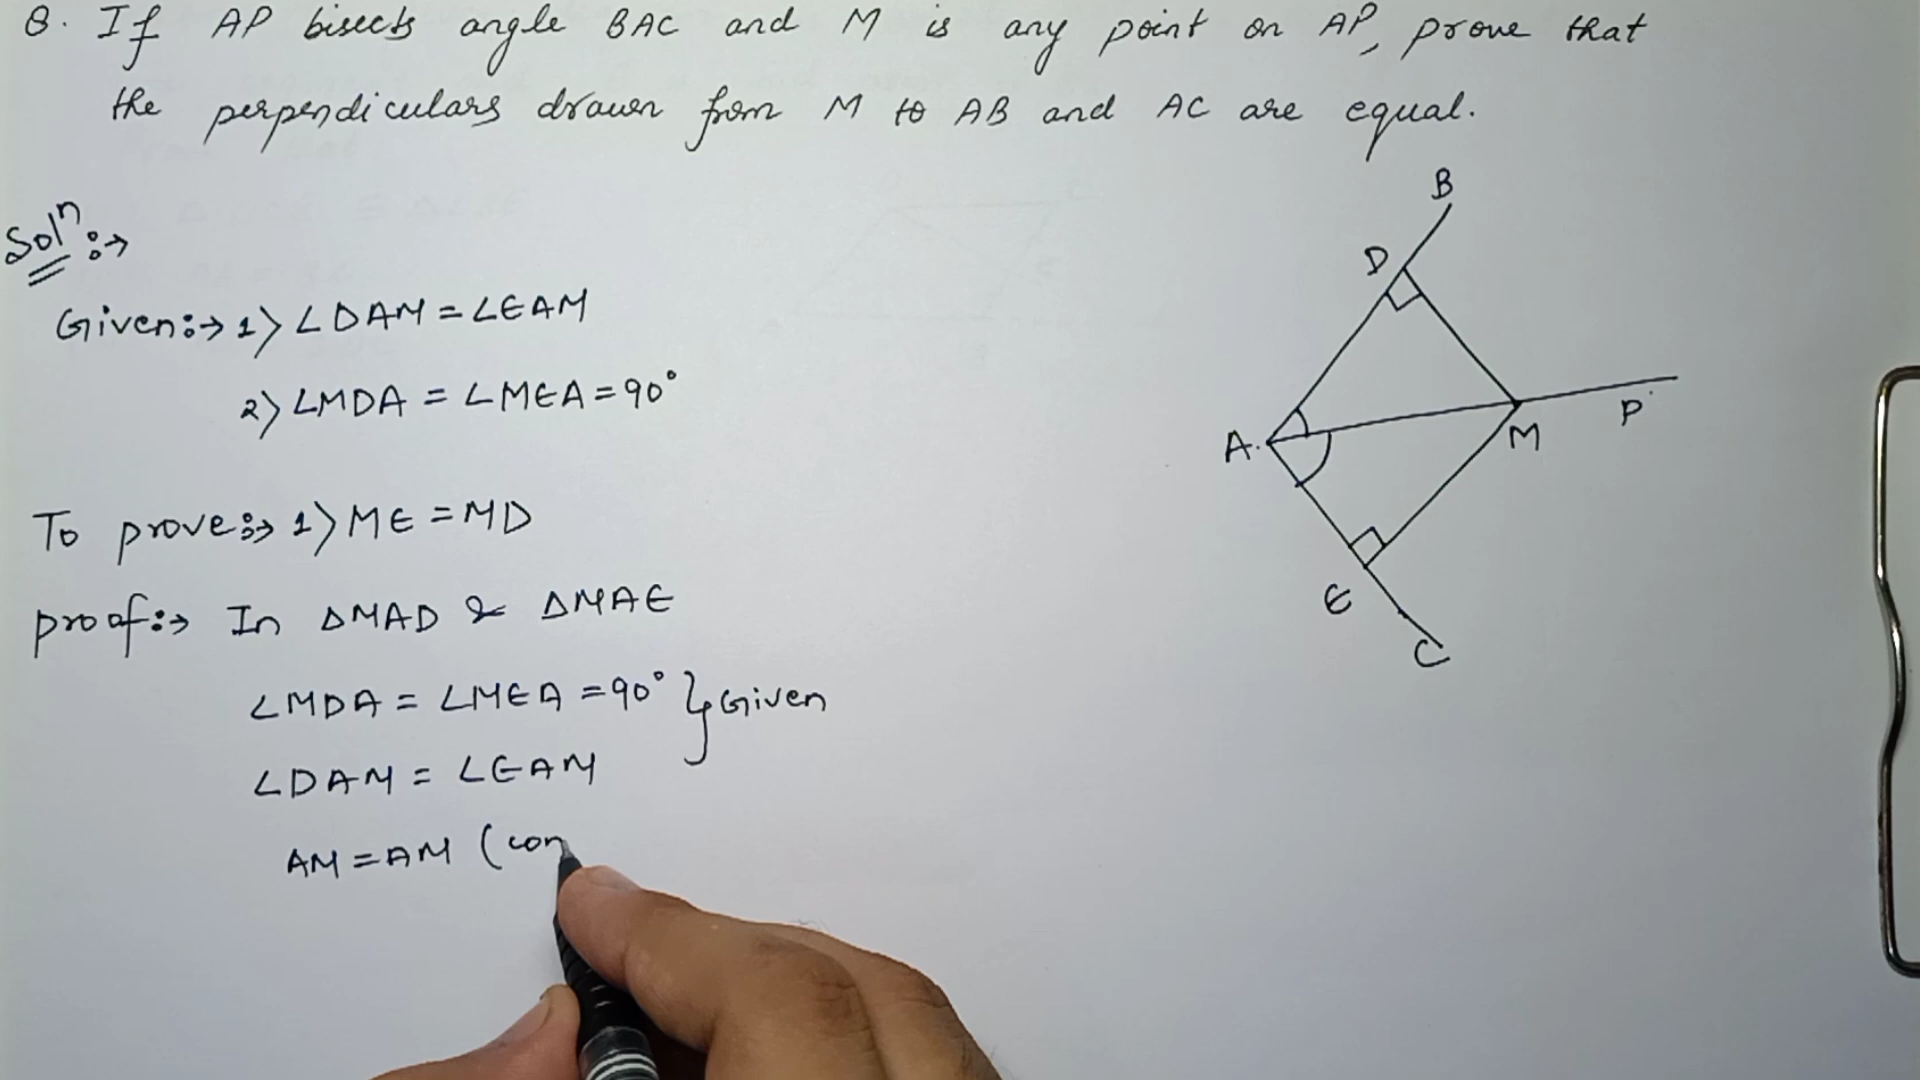 Q. If AP bisects angle BAC and M is any point on AP, prove that
the perpendiculars drawn from M to AB and AC are equal.
Solⁿ:→
Given:→ 1) ∠DAM = ∠EAM
2) ∠MDA = ∠MEA = 90°
To prove:→ 1) ME = MD
proof:→ In ΔMAD & ΔMAE
∠MDA = ∠MEA = 90° } Given
∠DAM = ∠EAM
AM = AM (com
B
D
A
M
P
E
C